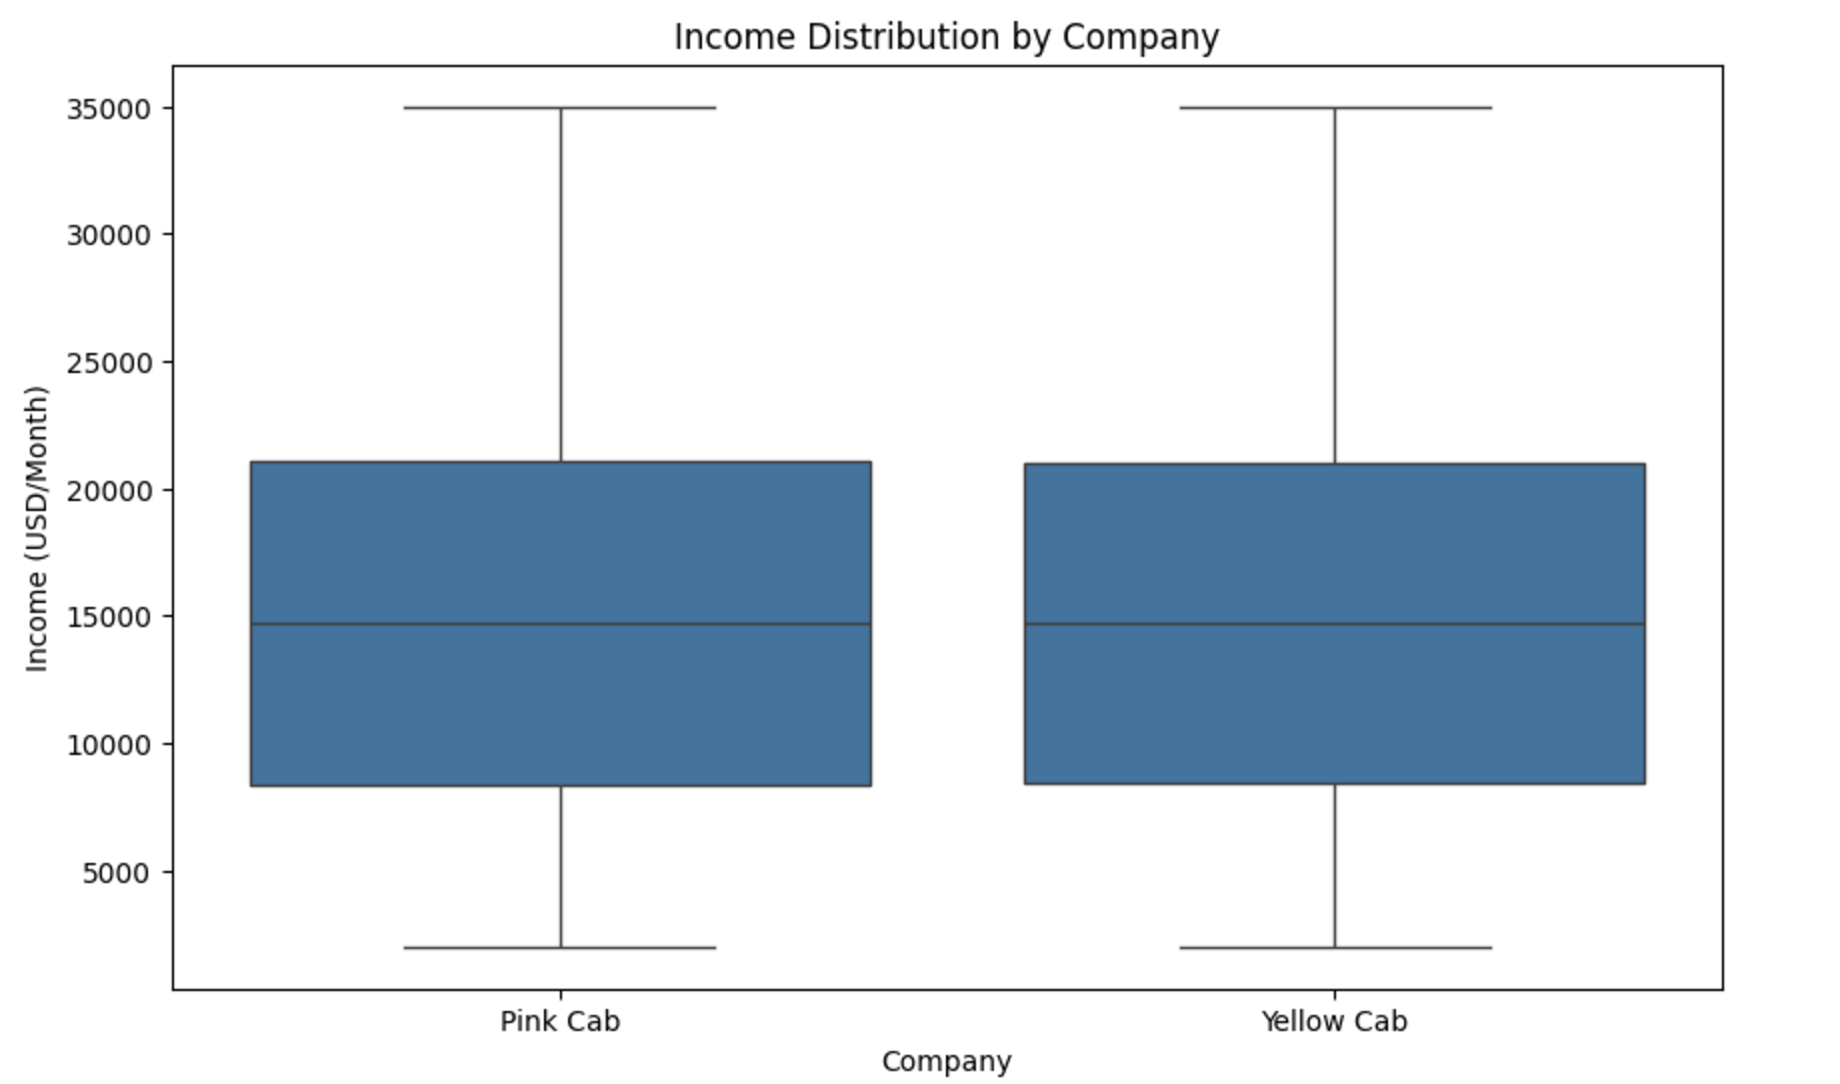 Income Distribution by Company
Income (USD/Month)
35000
30000
25000
20000
15000
10000
5000
Pink Cab
Yellow Cab
Company